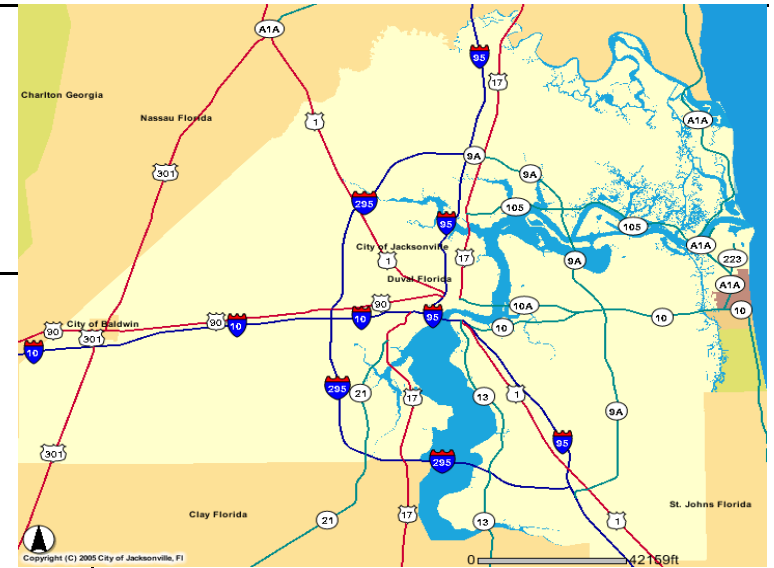 A1A
95
17
Charlton Georgia
Nassau Florida
1
A1A
9A
301
9A
295
105
95
105
City of Jacksonville
A1A
1
17
9A
223
Duval Florida
A1A
90
10A
10
City of Baldwin
90
90
10
10
95
10
10
301
10
295
21
17
13
1
9A
95
301
295
St. Johns Florida
Clay Florida
17
21
13
1
Copyright (C) 2005 City of Jacksonville, Fl
0
42159ft